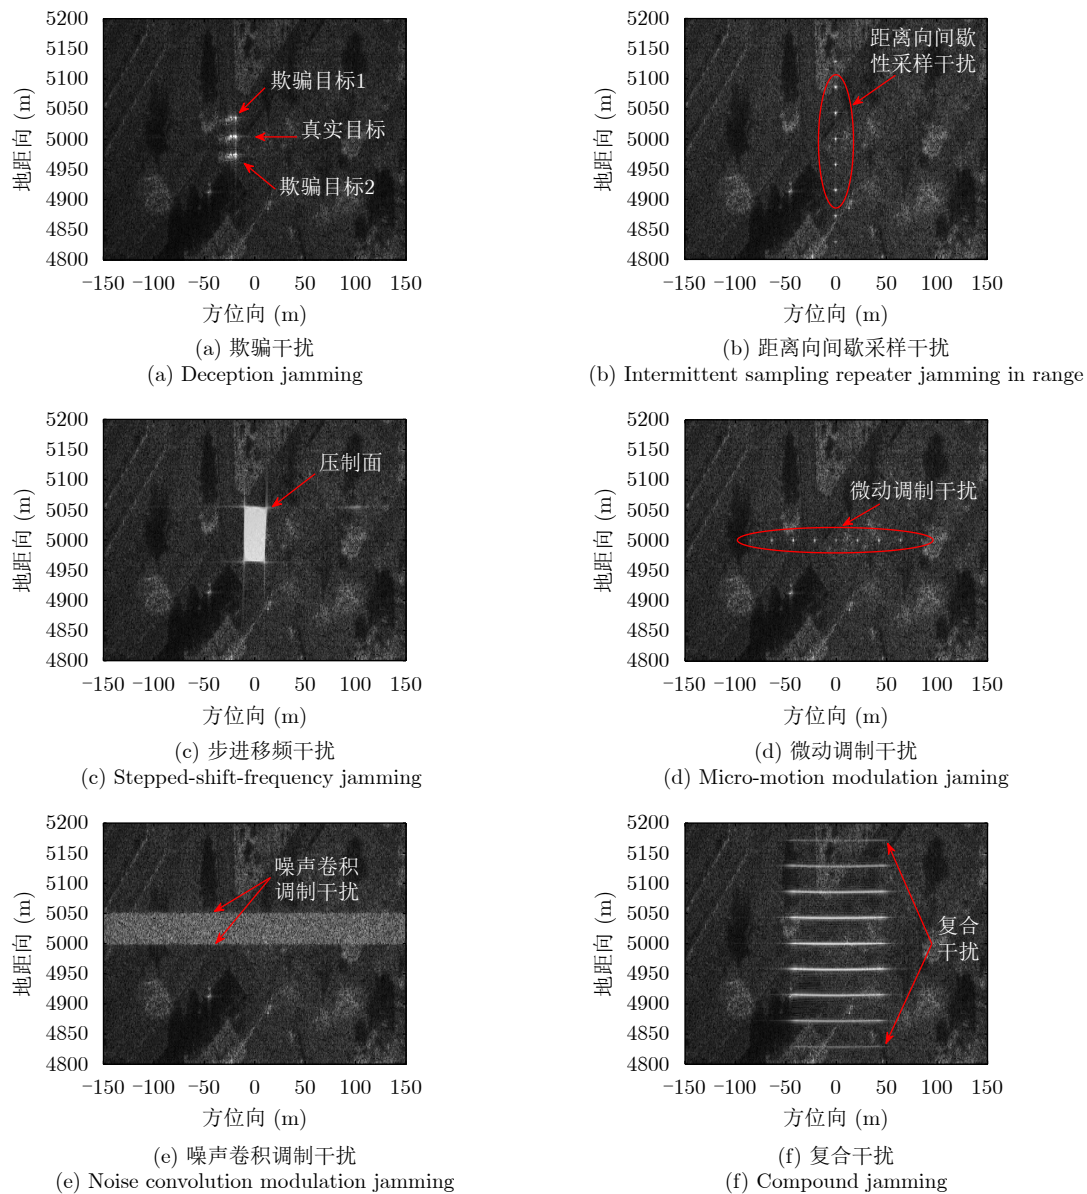 5200
5150
5100
5050
5000
4950
4900
4850
4800
地距向 (m)
欺骗目标1
真实目标
欺骗目标2
−150
−100
−50
0
50
100
150
方位向 (m)
(a) 欺骗干扰
(a) Deception jamming
5200
5150
5100
5050
5000
4950
4900
4850
4800
地距向 (m)
距离向间歇
性采样干扰
−150
−100
−50
0
50
100
150
方位向 (m)
(b) 距离向间歇采样干扰
(b) Intermittent sampling repeater jamming in range
5200
5150
5100
5050
5000
4950
4900
4850
4800
地距向 (m)
压制面
−150
−100
−50
0
50
100
150
方位向 (m)
(c) 步进移频干扰
(c) Stepped-shift-frequency jamming
5200
5150
5100
5050
5000
4950
4900
4850
4800
地距向 (m)
微动调制干扰
−150
−100
−50
0
50
100
150
方位向 (m)
(d) 微动调制干扰
(d) Micro-motion modulation jaming
5200
5150
5100
5050
5000
4950
4900
4850
4800
地距向 (m)
噪声卷积
调制干扰
−150
−100
−50
0
50
100
150
方位向 (m)
(e) 噪声卷积调制干扰
(e) Noise convolution modulation jamming
5200
5150
5100
5050
5000
4950
4900
4850
4800
地距向 (m)
复合
干扰
−150
−100
−50
0
50
100
150
方位向 (m)
(f) 复合干扰
(f) Compound jamming